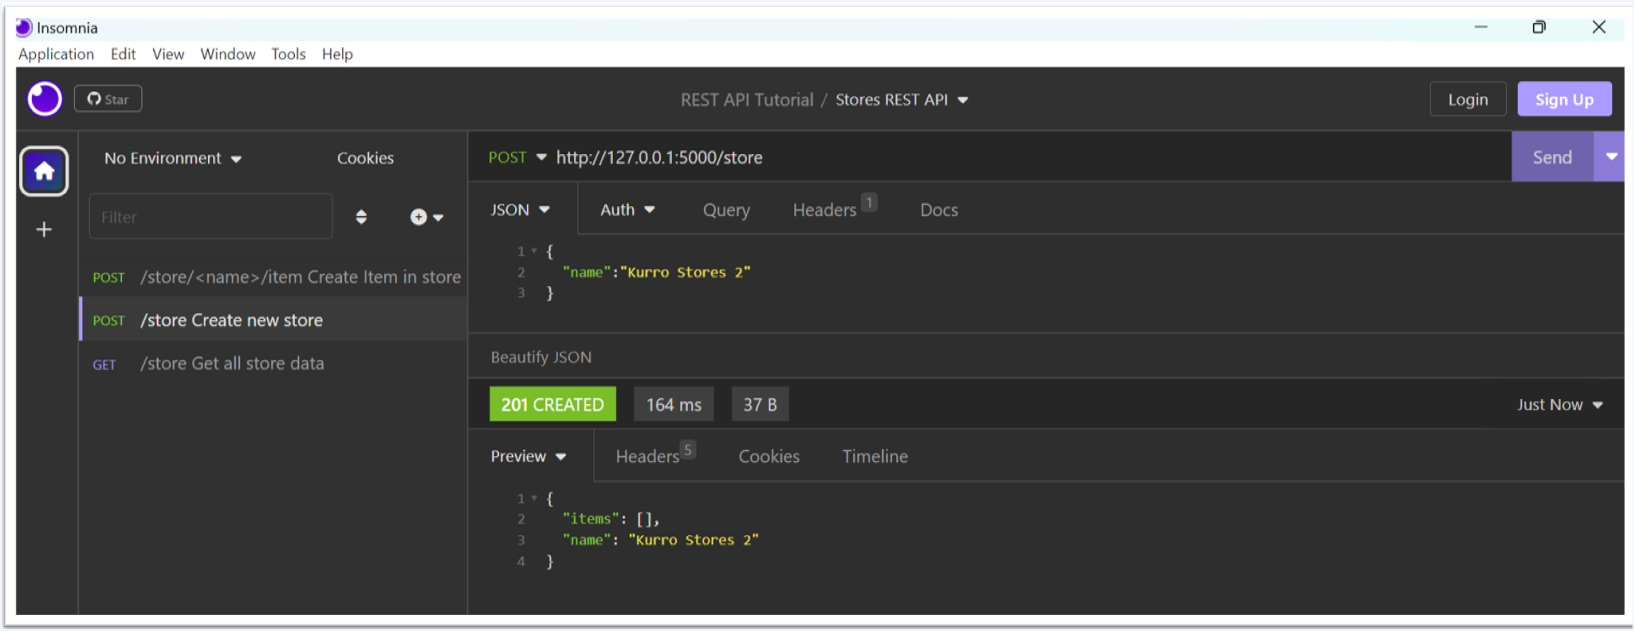 Insomnia
Application Edit View Window Tools Help
Star
REST API Tutorial / Stores REST API
Login
Sign Up
No Environment
Cookies
Filter
POST /store/<name>/item Create Item in store
POST /store Create new store
GET /store Get all store data
POST http://127.0.0.1:5000/store
Send
JSON Auth Query Headers 1 Docs
1 {
2 "name":"Kurro Stores 2"
3 }
Beautify JSON
201 CREATED 164 ms 37 B
Just Now
Preview Headers 5 Cookies Timeline
1 {
2 "items": [],
3 "name": "Kurro Stores 2"
4 }